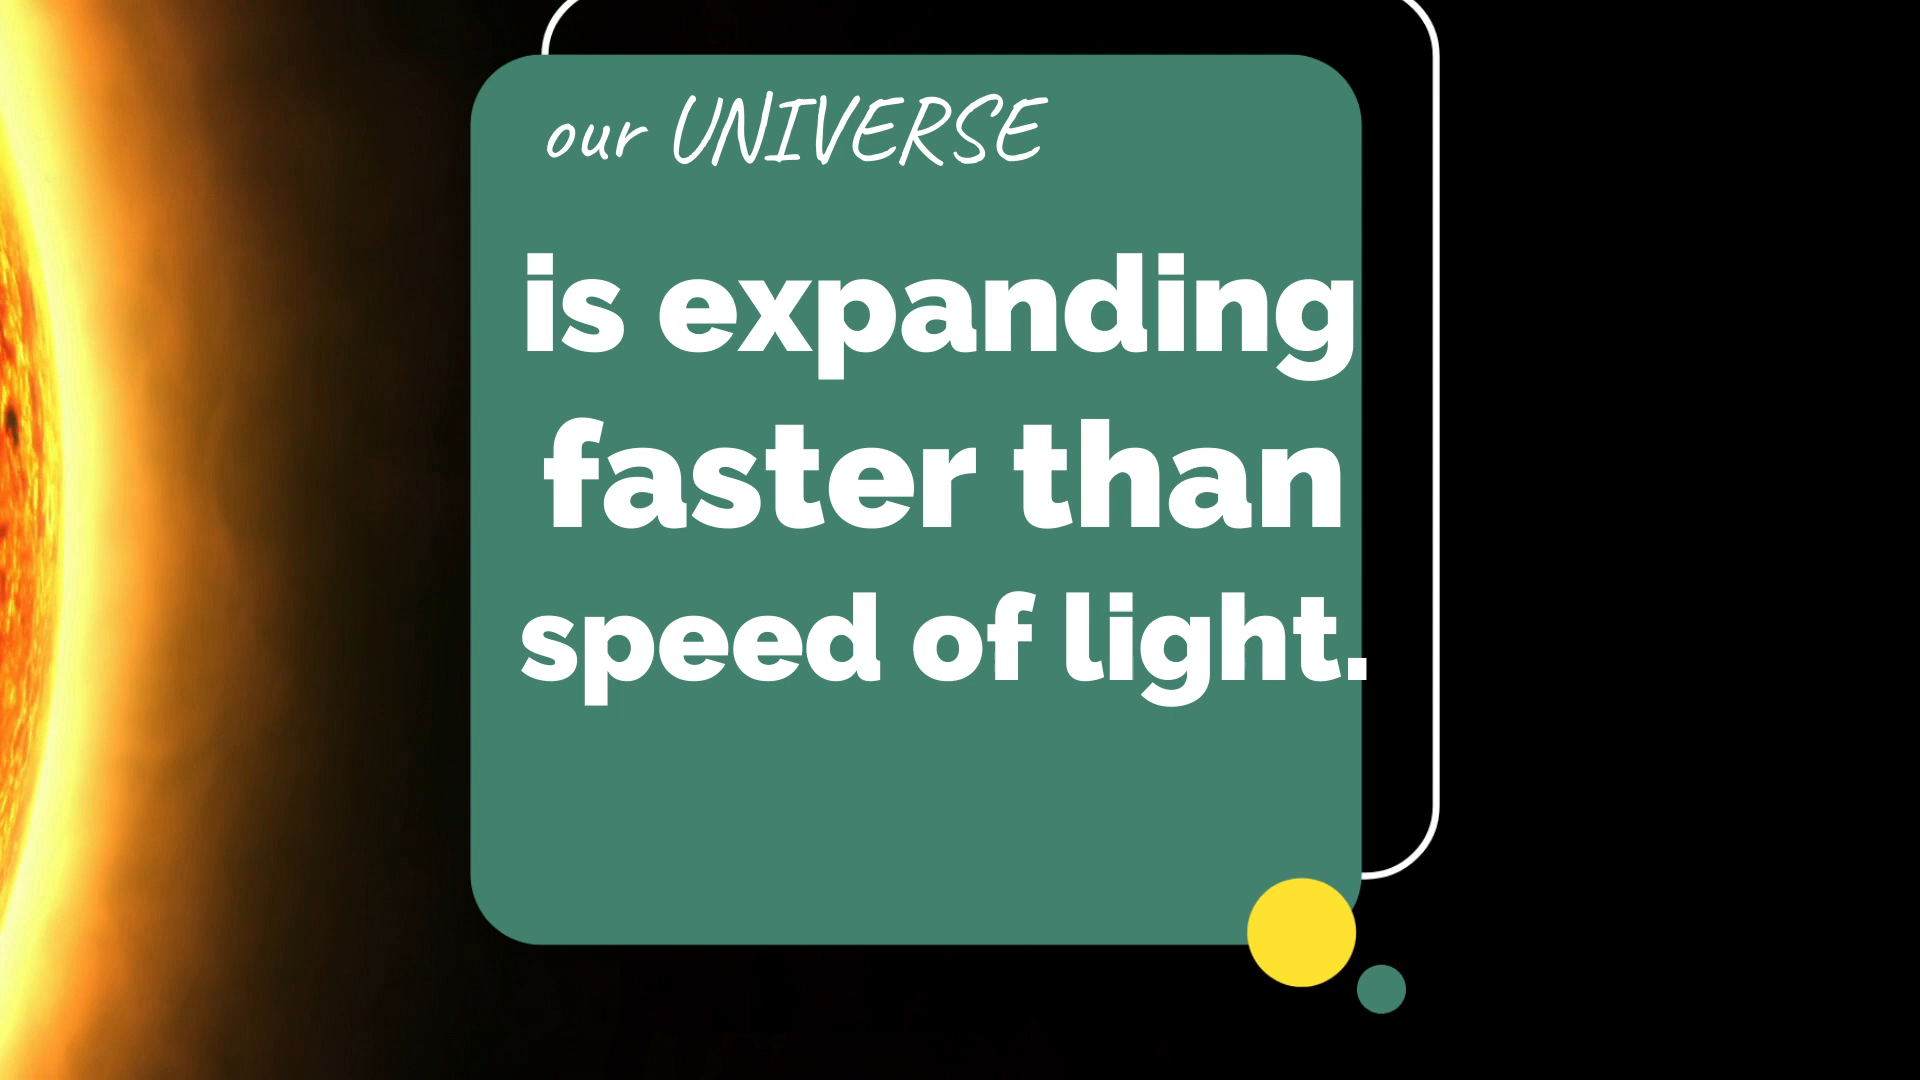 our UNIVERSE
is expanding
faster than
speed of light.